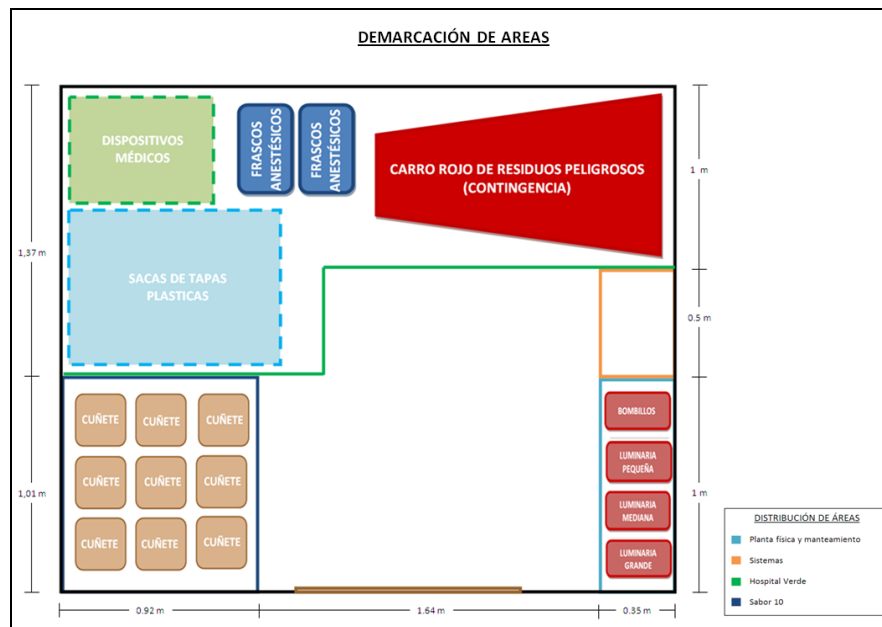 DEMARCACIÓN DE AREAS
DISPOSITIVOS
MÉDICOS
FRASCOS
ANESTÉSICOS
FRASCOS
ANESTÉSICOS
CARRO ROJO DE RESIDUOS PELIGROSOS
(CONTINGENCIA)
1 m
1,37 m
SACAS DE TAPAS
PLASTICAS
0.5 m
CUÑETE
CUÑETE
CUÑETE
CUÑETE
CUÑETE
CUÑETE
CUÑETE
CUÑETE
CUÑETE
1,01 m
BOMBILLOS
LUMINARIA
PEQUEÑA
LUMINARIA
MEDIANA
LUMINARIA
GRANDE
1 m
0.92 m
1.64 m
0.35 m
DISTRIBUCIÓN DE ÁREAS
Planta física y manteamiento
Sistemas
Hospital Verde
Sabor 10